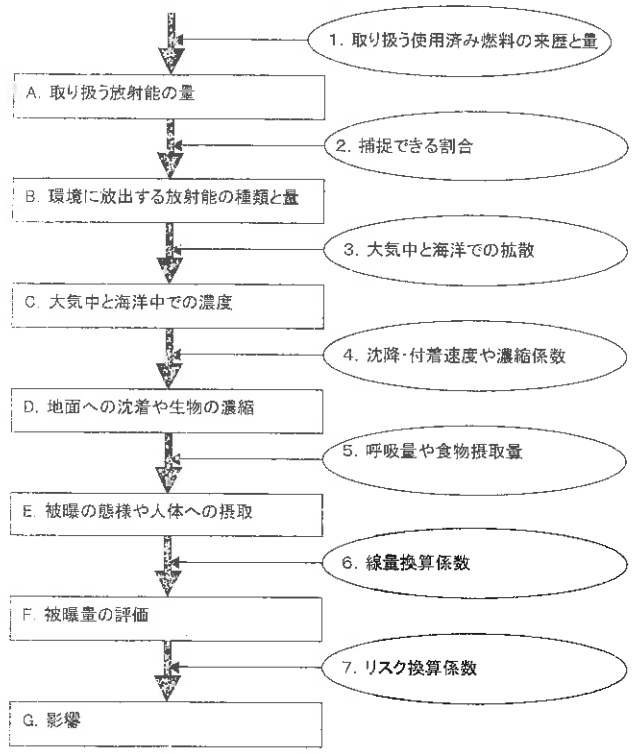 1. 取り扱う使用済み燃料の来歴と量
A. 取り扱う放射能の量
2. 捕捉できる割合
B. 環境に放出する放射能の種類と量
3. 大気中と海洋での拡散
C. 大気中と海洋中での濃度
4. 沈降・付着速度や濃縮係数
D. 地面への沈着や生物の濃縮
5. 呼吸量や食物摂取量
E. 被曝の態様や人体への摂取
6. 線量換算係数
F. 被曝量の評価
7. リスク換算係数
G. 影響